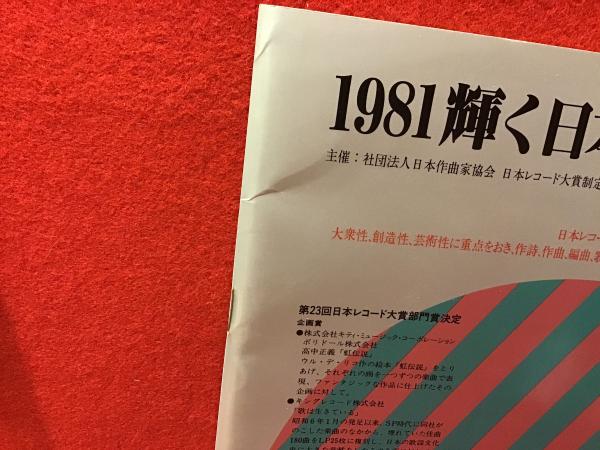 1981輝く日本
主催：社団法人日本作曲家協会 日本レコード大賞制定
日本レコー
大衆性、創造性、芸術性に重点をおき、作詩、作曲、編曲、歌
第23回日本レコード大賞部門賞決定
企画賞
●株式会社キティ・ミュージック・コーポレーション
ポリドール株式会社
高中正義「虹伝説」
ウル・デ・リコ作の絵本「虹伝説」をとり
あげ、それぞれの画を一つずつの楽曲で表
現、ファンタジックな作品に仕上げたその
企画に対して。
●キングレコード株式会社
「歌は生きている」
昭和6年1月の発足以来、SP時代に同社が
のこした楽曲のなかから、埋れていた佳曲
180曲をLP25枚に複刻し、日本の歌謡文化